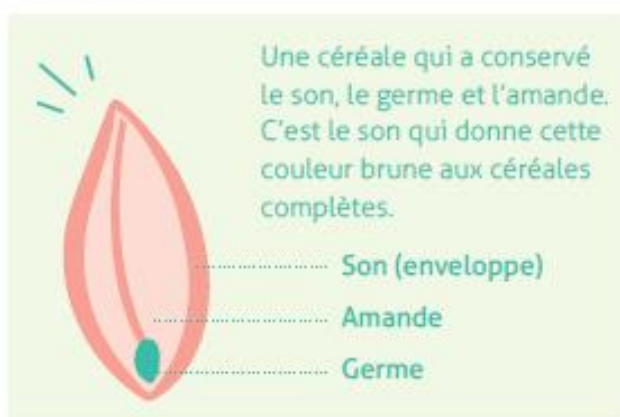 Une céréale qui a conservé
le son, le germe et l'amande.
C'est le son qui donne cette
couleur brune aux céréales
complètes.
Son (enveloppe)
Amande
Germe